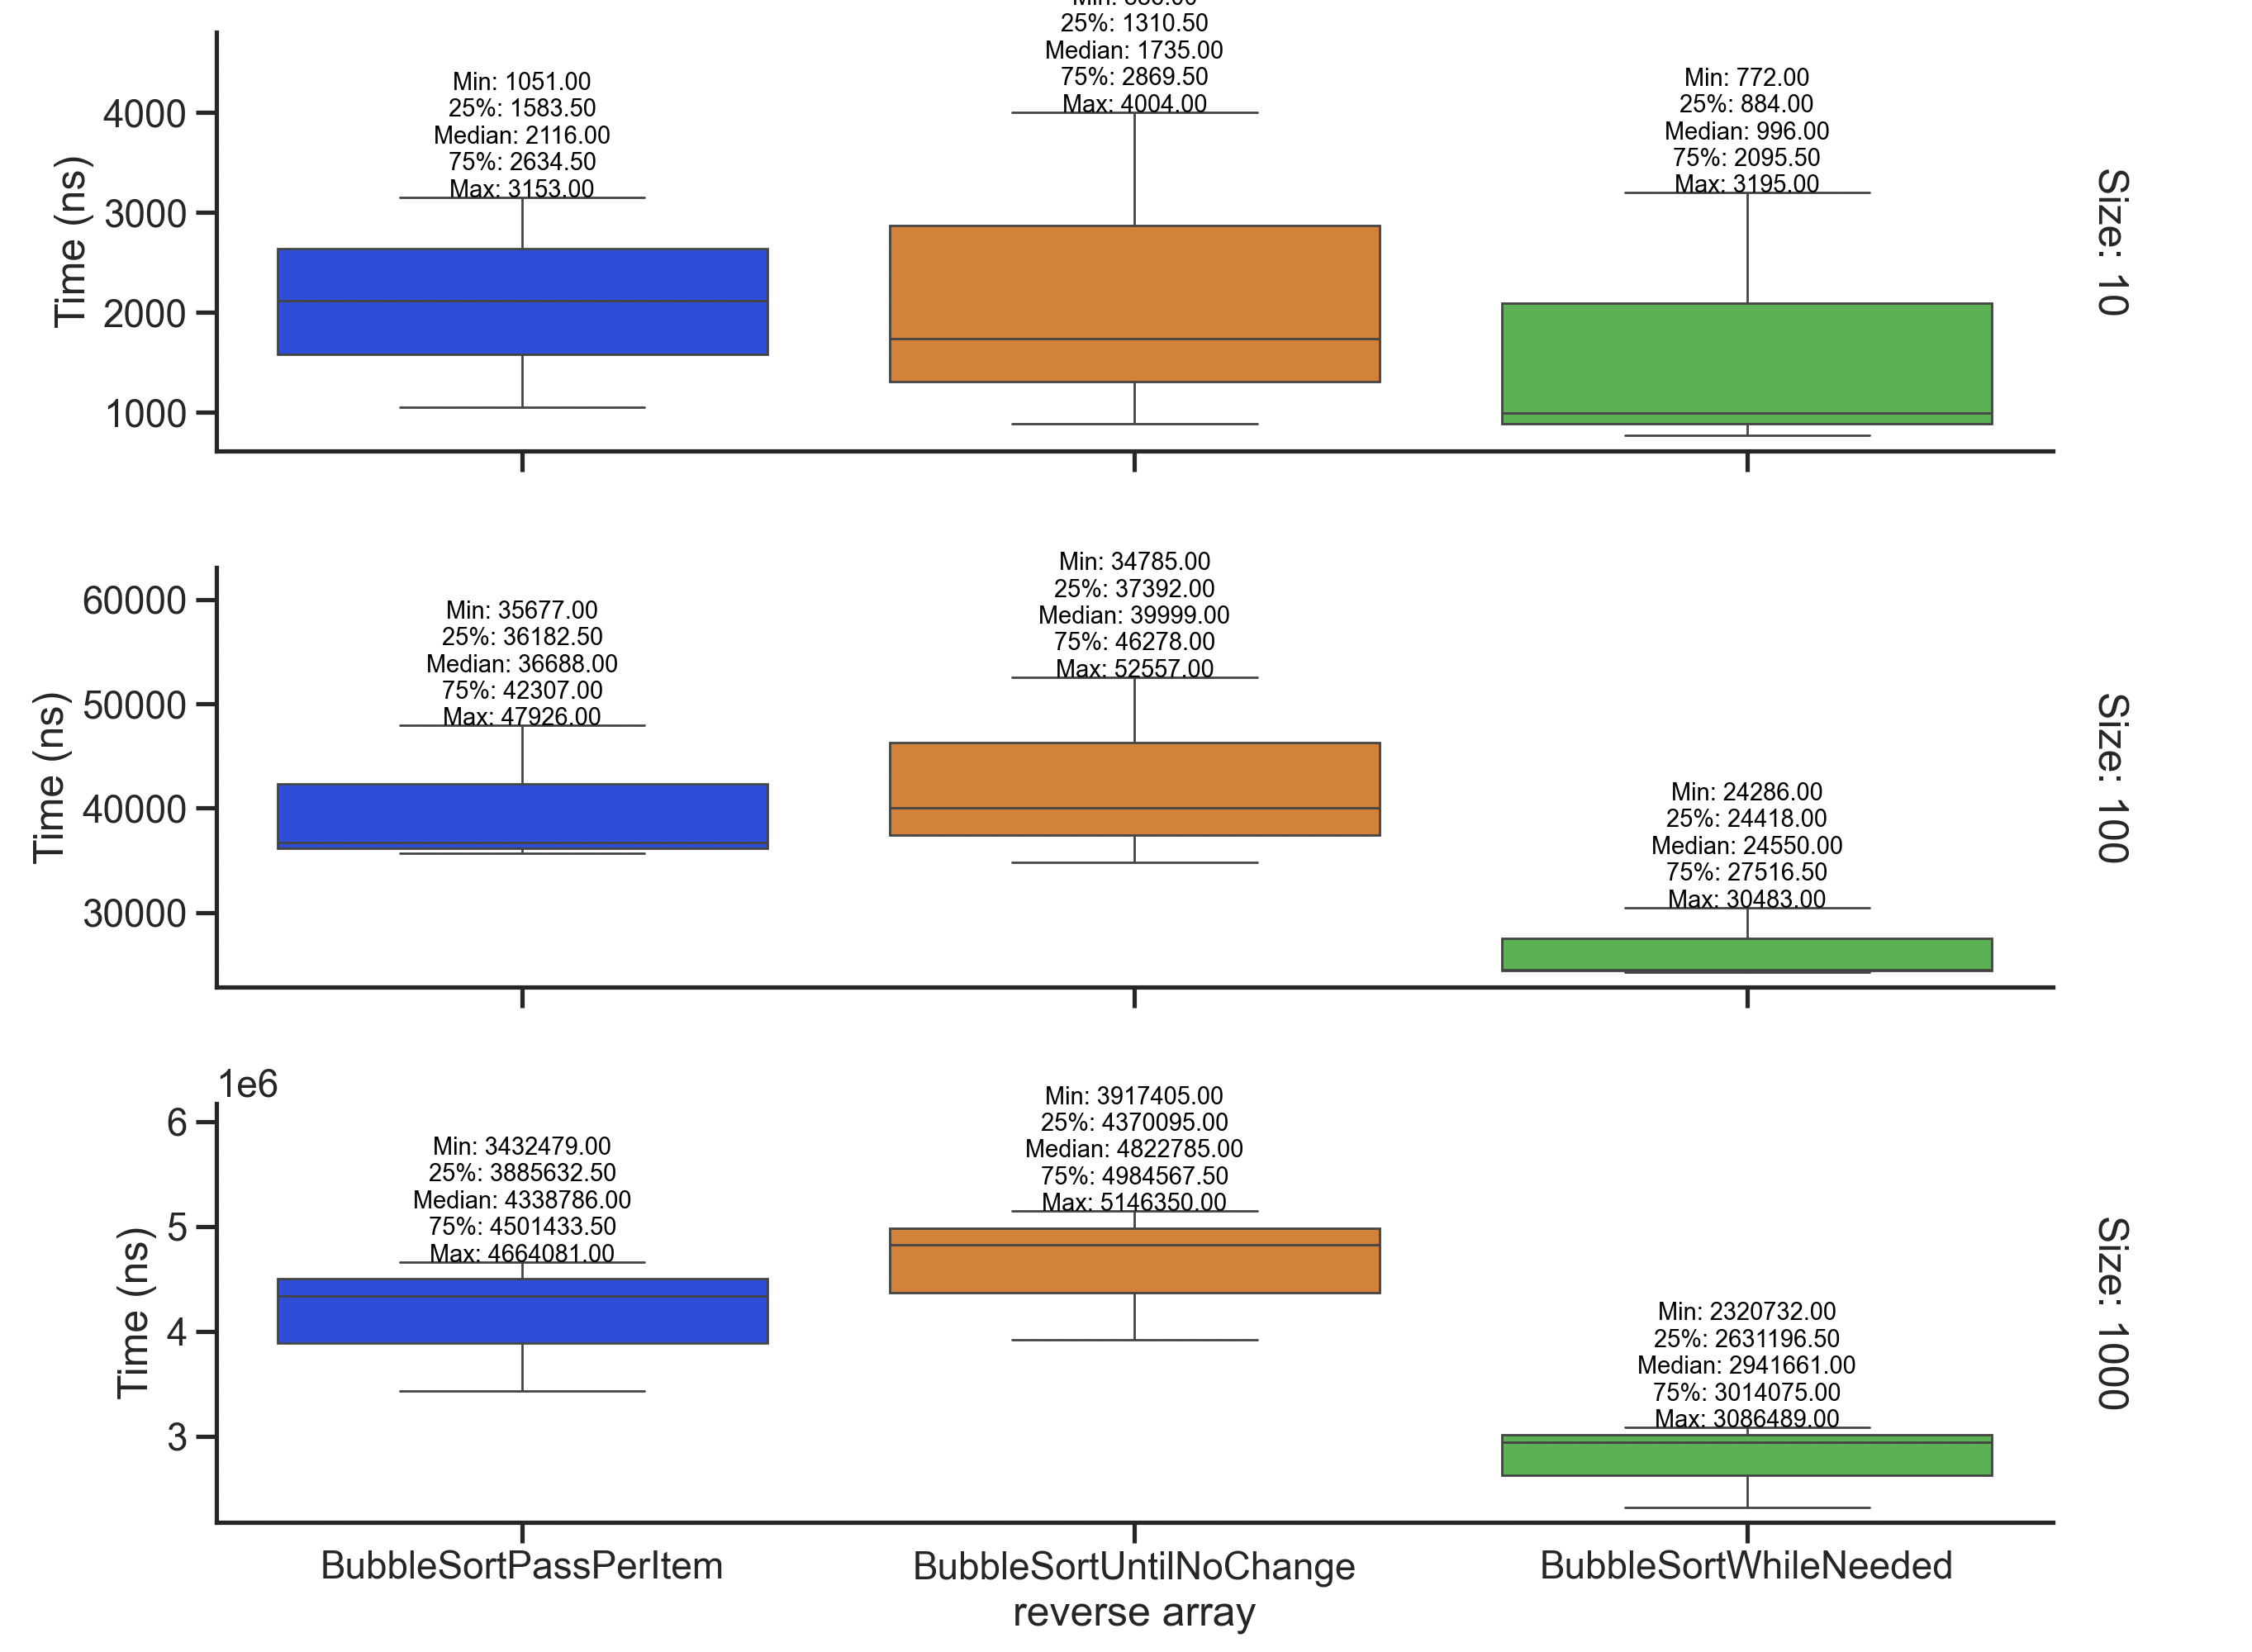 25%: 1310.50
Median: 1735.00
75%: 2869.50
Max: 4004.00
Min: 1051.00
25%: 1583.50
Median: 2116.00
75%: 2634.50
Max: 3153.00
Min: 772.00
25%: 884.00
Median: 996.00
75%: 2095.50
Max: 3195.00
4000
3000
2000
1000
Time (ns)
Size: 10
Min: 35677.00
25%: 36182.50
Median: 36688.00
75%: 42307.00
Max: 47926.00
Min: 34785.00
25%: 37392.00
Median: 39999.00
75%: 46278.00
Max: 52557.00
Min: 24286.00
25%: 24418.00
Median: 24550.00
75%: 27516.50
Max: 30483.00
60000
50000
40000
30000
Time (ns)
Size: 100
1e6
Min: 3432479.00
25%: 3885632.50
Median: 4338786.00
75%: 4501433.50
Max: 4664081.00
Min: 3917405.00
25%: 4370095.00
Median: 4822785.00
75%: 4984567.50
Max: 5146350.00
Min: 2320732.00
25%: 2631196.50
Median: 2941661.00
75%: 3014075.00
Max: 3086489.00
6
5
4
3
Time (ns)
Size: 1000
BubbleSortPassPerItem
BubbleSortUntilNoChange
BubbleSortWhileNeeded
reverse array